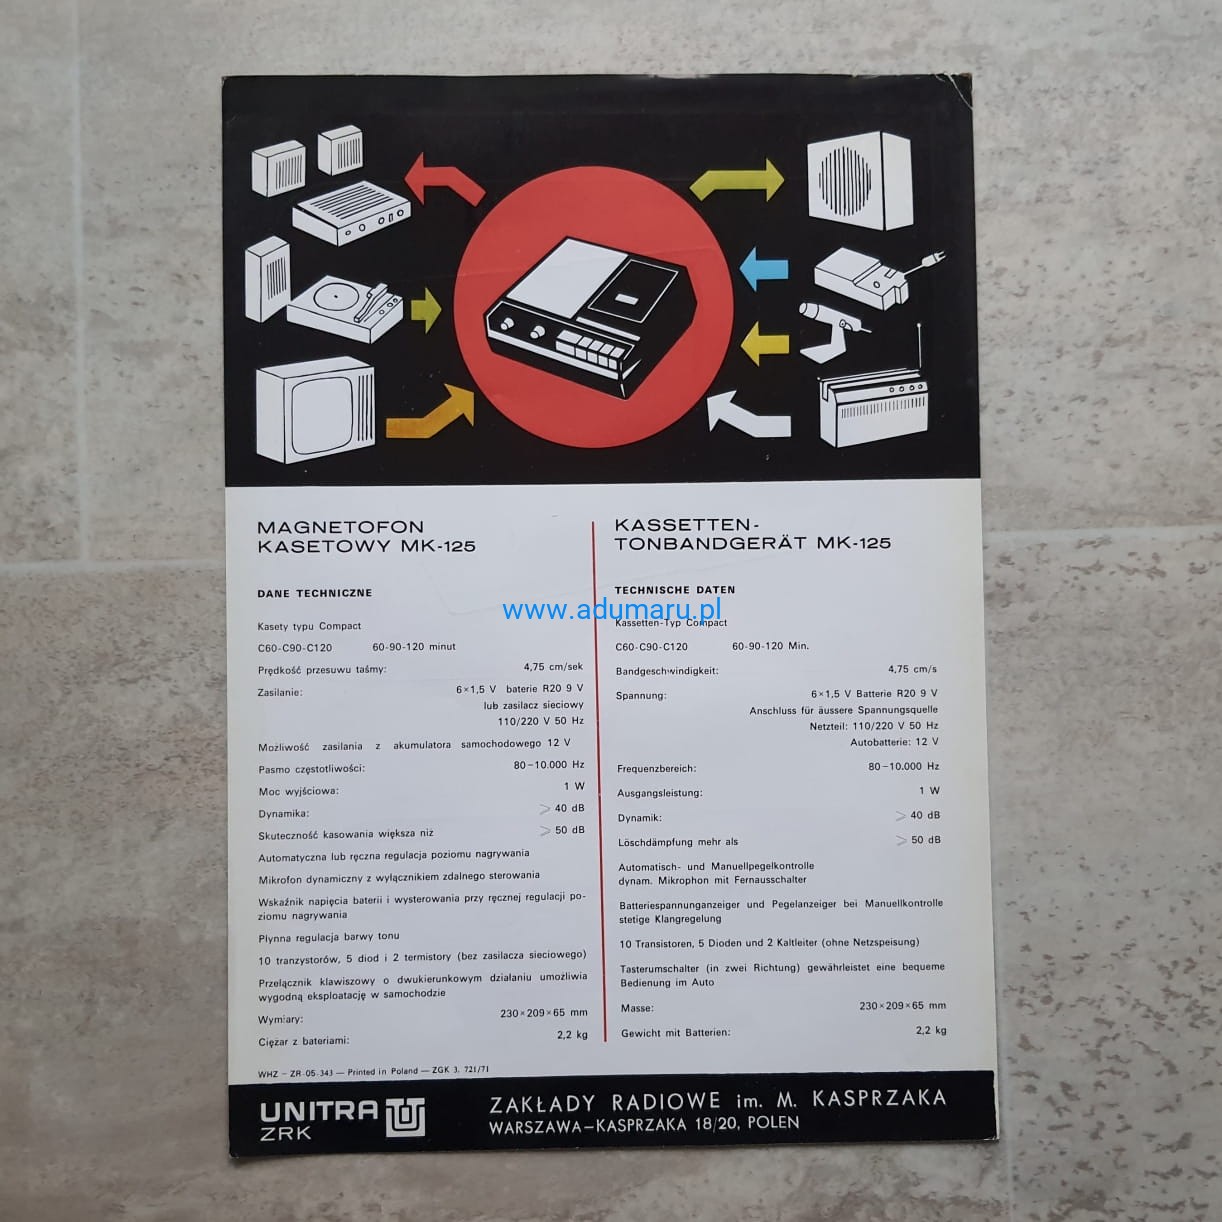 MAGNETOFON
KASETOWY MK-125
DANE TECHNICZNE
Kasety typu Compact
C60-C90-C120 60-90-120 minut
Prędkość przesuwu taśmy: 4,75 cm/sek
Zasilanie: 6×1,5 V baterie R20 9 V
lub zasilacz sieciowy
110/220 V 50 Hz
Możliwość zasilania z akumulatora samochodowego 12 V
Pasmo częstotliwości: 80–10.000 Hz
Moc wyjściowa: 1 W
Dynamika: ⩾ 40 dB
Skuteczność kasowania większa niż ⩾ 50 dB
Automatyczna lub ręczna regulacja poziomu nagrywania
Mikrofon dynamiczny z wyłącznikiem zdalnego sterowania
Wskaźnik napięcia baterii i wysterowania przy ręcznej regulacji po-
ziomu nagrywania
Płynna regulacja barwy tonu
10 tranzystorów, 5 diod i 2 termistory (bez zasilacza sieciowego)
Przełącznik klawiszowy o dwukierunkowym działaniu umożliwia
wygodną eksploatację w samochodzie
Wymiary: 230×209×65 mm
Ciężar z bateriami: 2,2 kg
WHZ – ZR-05-343 — Printed in Poland — ZGK 3. 721/71
KASSETTEN-
TONBANDGERÄT MK-125
TECHNISCHE DATEN
www.adumaru.pl
Kassetten-Typ Compact
C60-C90-C120 60-90-120 Min.
Bandgeschwindigkeit: 4,75 cm/s
Spannung: 6×1,5 V Batterie R20 9 V
Anschluss für äussere Spannungsquelle
Netzteil: 110/220 V 50 Hz
Autobatterie: 12 V
Frequenzbereich: 80–10.000 Hz
Ausgangsleistung: 1 W
Dynamik: ⩾ 40 dB
Löschdämpfung mehr als ⩾ 50 dB
Automatisch- und Manuellpegelkontrolle
dynam. Mikrophon mit Fernausschalter
Batteriespannunganzeiger und Pegelanzeiger bei Manuellkontrolle
stetige Klangregelung
10 Transistoren, 5 Dioden und 2 Kaltleiter (ohne Netzspeisung)
Tasterumschalter (in zwei Richtung) gewährleistet eine bequeme
Bedienung im Auto
Masse: 230×209×65 mm
Gewicht mit Batterien: 2,2 kg
UNITRA
ZRK
ZAKŁADY RADIOWE im. M. KASPRZAKA
WARSZAWA–KASPRZAKA 18/20, POLEN